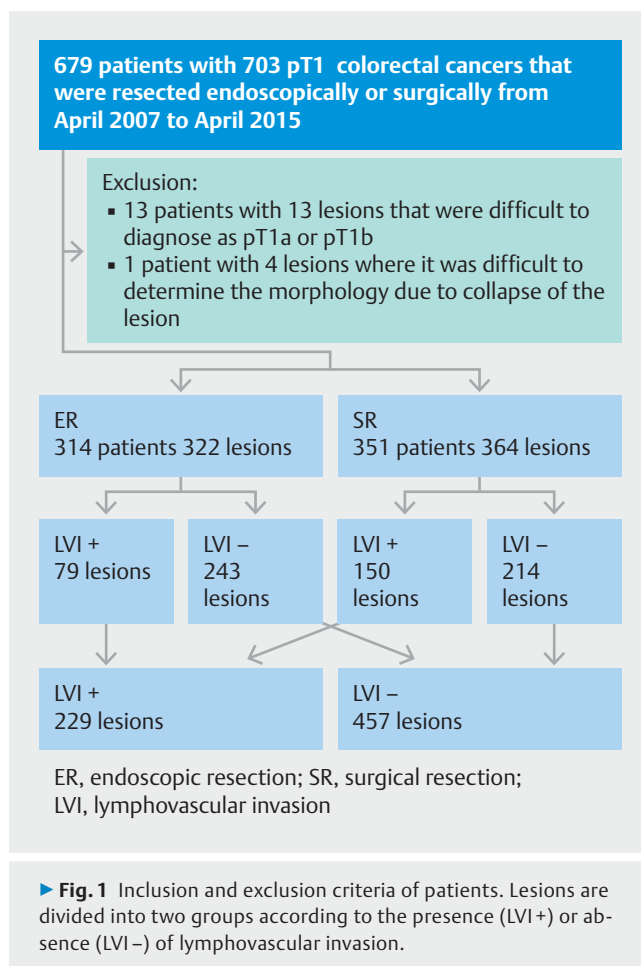 679 patients with 703 pT1 colorectal cancers that
were resected endoscopically or surgically from
April 2007 to April 2015
Exclusion:
▪ 13 patients with 13 lesions that were difficult to
diagnose as pT1a or pT1b
▪ 1 patient with 4 lesions where it was difficult to
determine the morphology due to collapse of the
lesion
ER
314 patients 322 lesions
SR
351 patients 364 lesions
LVI +
79 lesions
LVI –
243
lesions
LVI +
150
lesions
LVI –
214
lesions
LVI +
229 lesions
LVI –
457 lesions
ER, endoscopic resection; SR, surgical resection;
LVI, lymphovascular invasion
▶ Fig. 1 Inclusion and exclusion criteria of patients. Lesions are
divided into two groups according to the presence (LVI +) or ab-
sence (LVI –) of lymphovascular invasion.